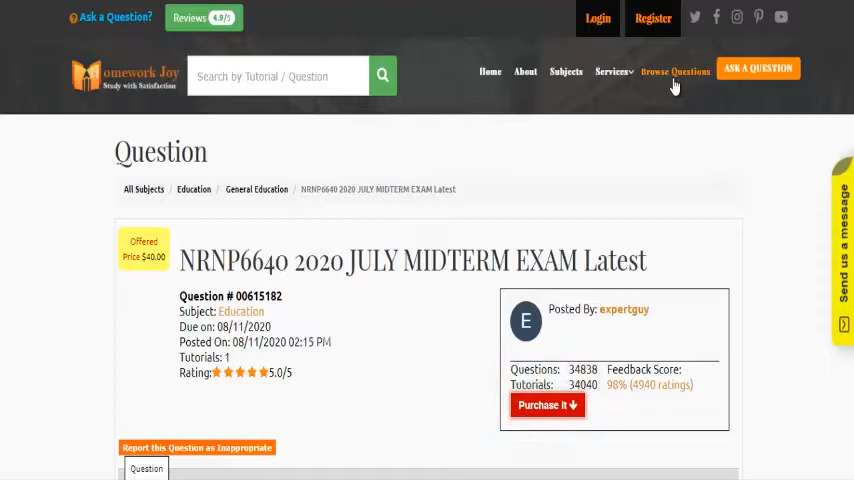 Ask a Question?
Reviews 4.9/5
Login
Register
omework Joy
Study with Satisfaction
Search by Tutorial / Question
Home
About
Subjects
Services
Browse Questions
ASK A QUESTION
Question
All Subjects
Education
General Education
NRNP6640 2020 JULY MIDTERM EXAM Latest
Offered
Price $40.00
NRNP6640 2020 JULY MIDTERM EXAM Latest
Question # 00615182
Subject: Education
Due on: 08/11/2020
Posted On: 08/11/2020 02:15 PM
Tutorials: 1
Rating: 5.0/5
E
Posted By: expertguy
Questions: 34838 Feedback Score:
Tutorials: 34040 98% (4940 ratings)
Purchase it
Report this Question as Inappropriate
Question
Send us a message